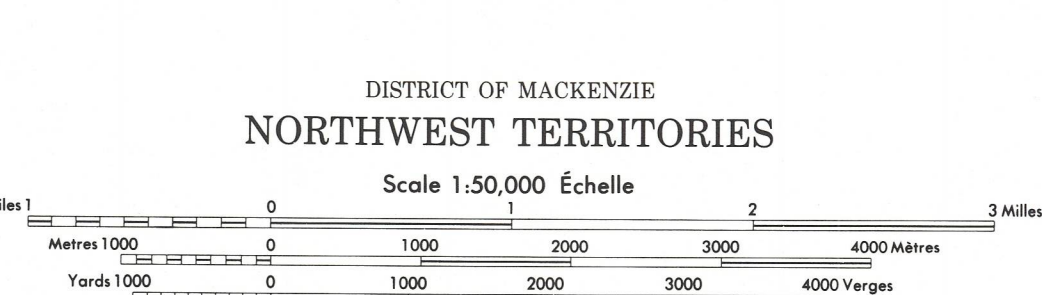 DISTRICT OF MACKENZIE
NORTHWEST TERRITORIES
Scale 1:50,000 Échelle
iles 1 0 1 2 3 Milles
Metres 1000 0 1000 2000 3000 4000 Mètres
Yards 1000 0 1000 2000 3000 4000 Verges